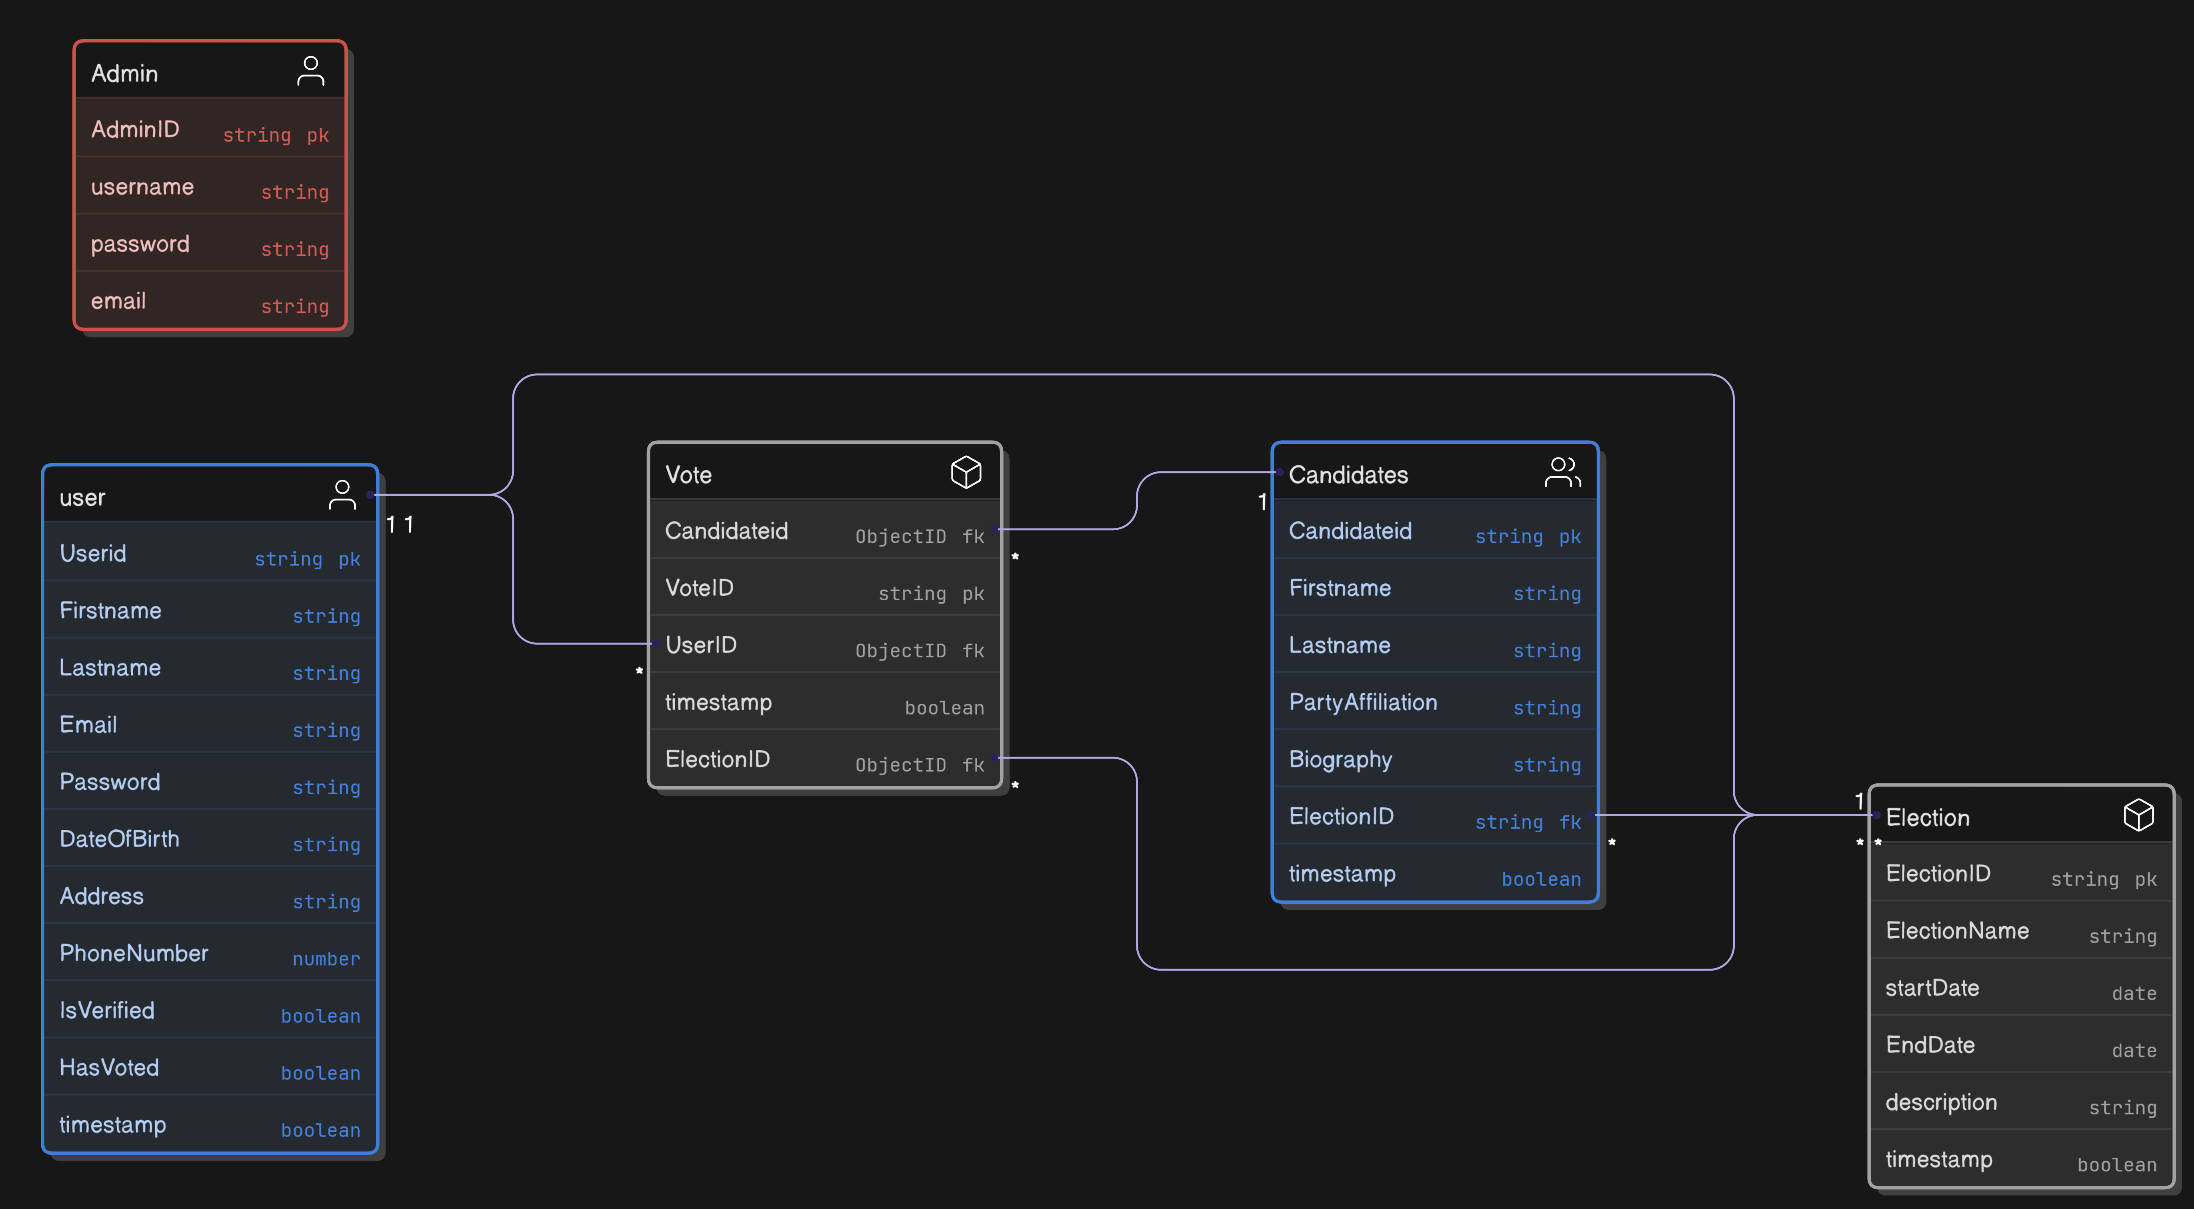 Admin
AdminID string pk
username string
password string
email string
user
1 1
Userid string pk
Firstname string
Lastname string
Email string
Password string
DateOfBirth string
Address string
PhoneNumber number
IsVerified boolean
HasVoted boolean
timestamp boolean
Vote
Candidateid ObjectID fk
*
VoteID string pk
UserID ObjectID fk
*
timestamp boolean
ElectionID ObjectID fk
*
Candidates
1
Candidateid string pk
Firstname string
Lastname string
PartyAffiliation string
Biography string
ElectionID string fk
*
timestamp boolean
1
Election
* *
ElectionID string pk
ElectionName string
startDate date
EndDate date
description string
timestamp boolean